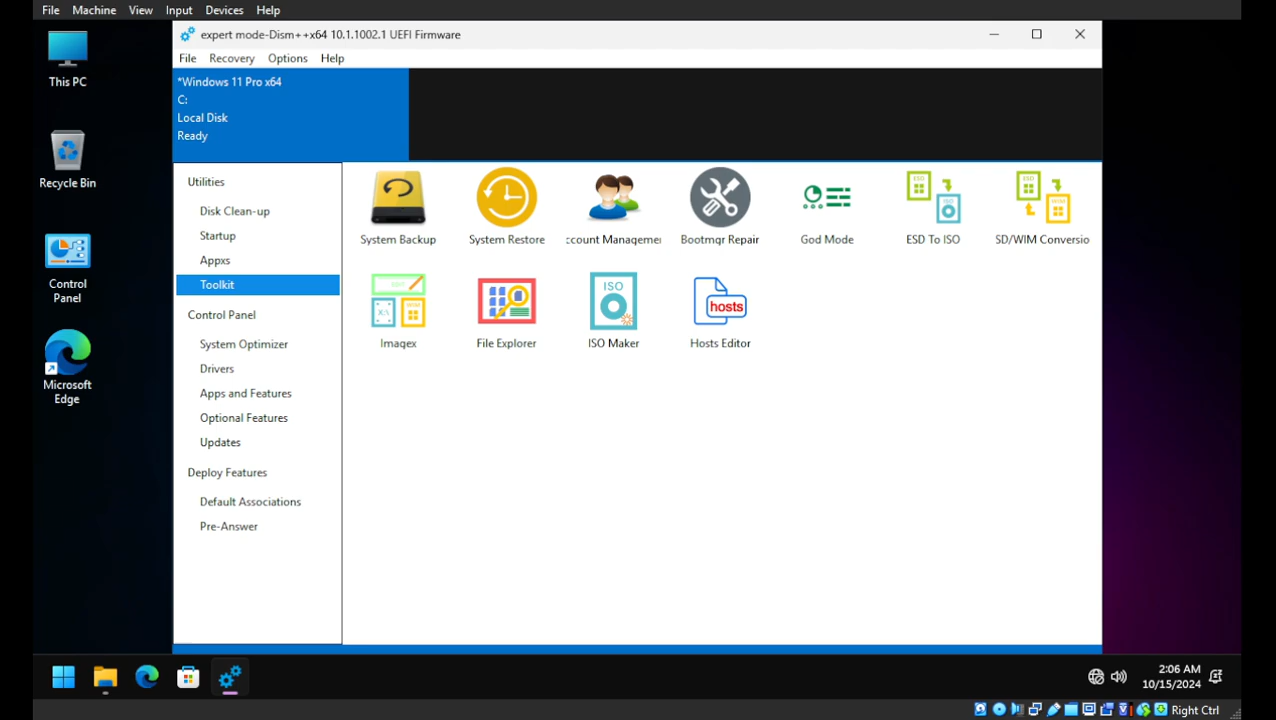 File Machine View Input Devices Help
This PC
Recycle Bin
Control
Panel
Microsoft
Edge
expert mode-Dism++x64 10.1.1002.1 UEFI Firmware
File Recovery Options Help
*Windows 11 Pro x64
C:
Local Disk
Ready
Utilities
Disk Clean-up
Startup
Appxs
Toolkit
Control Panel
System Optimizer
Drivers
Apps and Features
Optional Features
Updates
Deploy Features
Default Associations
Pre-Answer
System Backup
System Restore
ccount Managemer
Bootmgr Repair
God Mode
ESD To ISO
SD/WIM Conversio
Imagex
File Explorer
ISO
ISO Maker
hosts
Hosts Editor
2:06 AM
10/15/2024
Right Ctrl